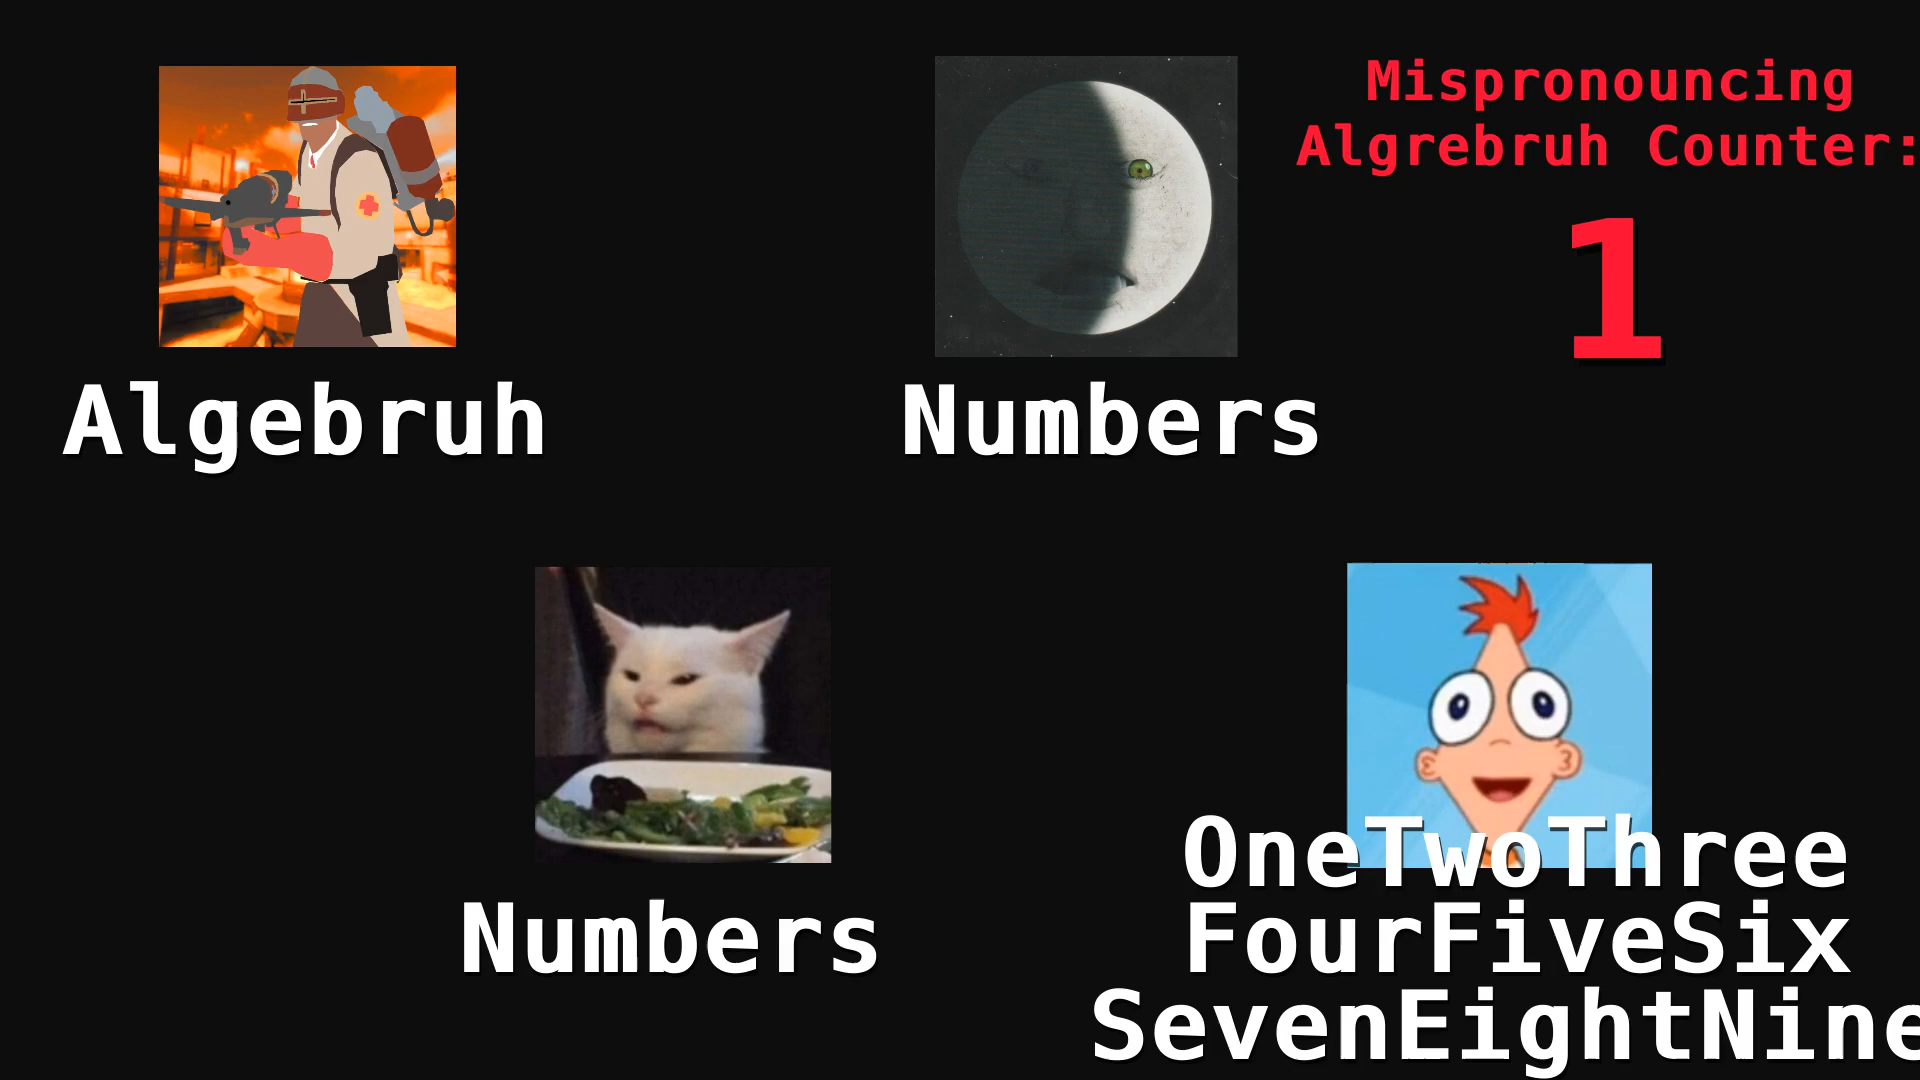 Mispronouncing
Algrebruh Counter:
1
Algebruh
Numbers
Numbers
OneTwoThree
FourFiveSix
SevenEightNine